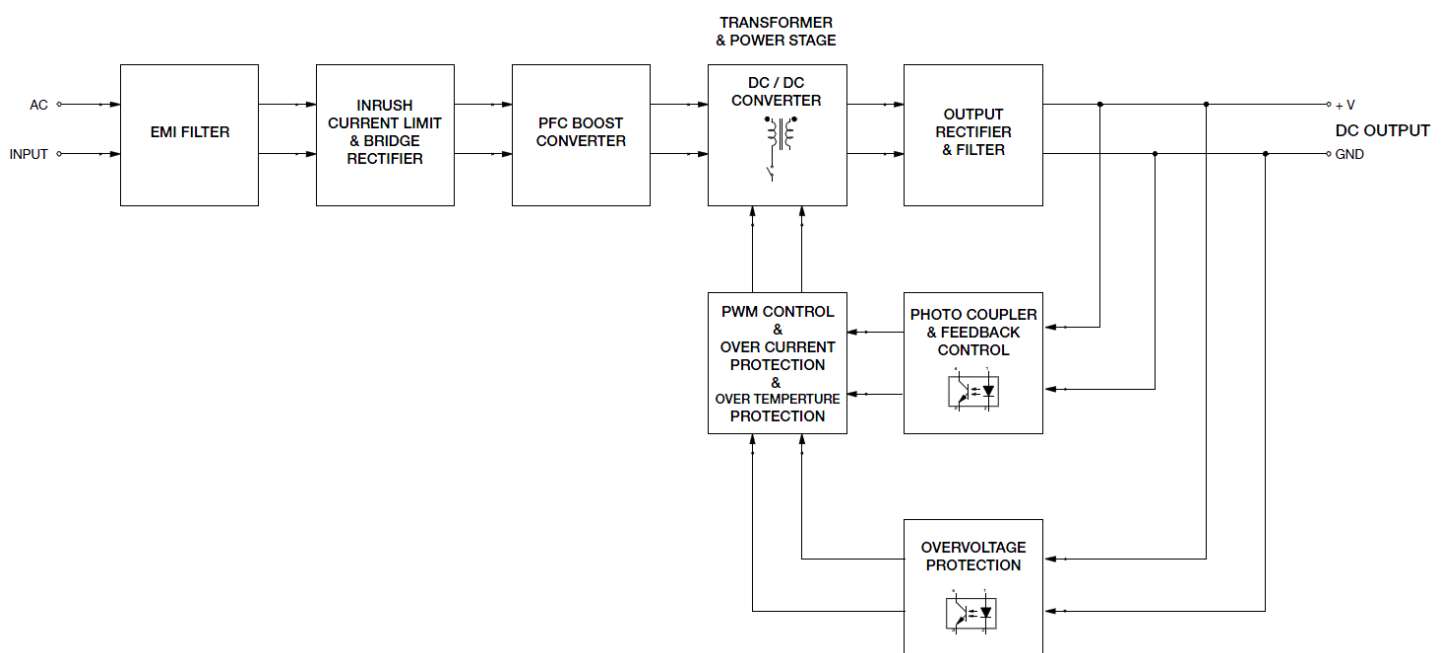 TRANSFORMER
& POWER STAGE
AC
INPUT
EMI FILTER
INRUSH
CURRENT LIMIT
& BRIDGE
RECTIFIER
PFC BOOST
CONVERTER
DC / DC
CONVERTER
OUTPUT
RECTIFIER
& FILTER
+ V
DC OUTPUT
GND
PWM CONTROL
&
OVER CURRENT
PROTECTION
&
OVER TEMPERTURE
PROTECTION
PHOTO COUPLER
& FEEDBACK
CONTROL
OVERVOLTAGE
PROTECTION